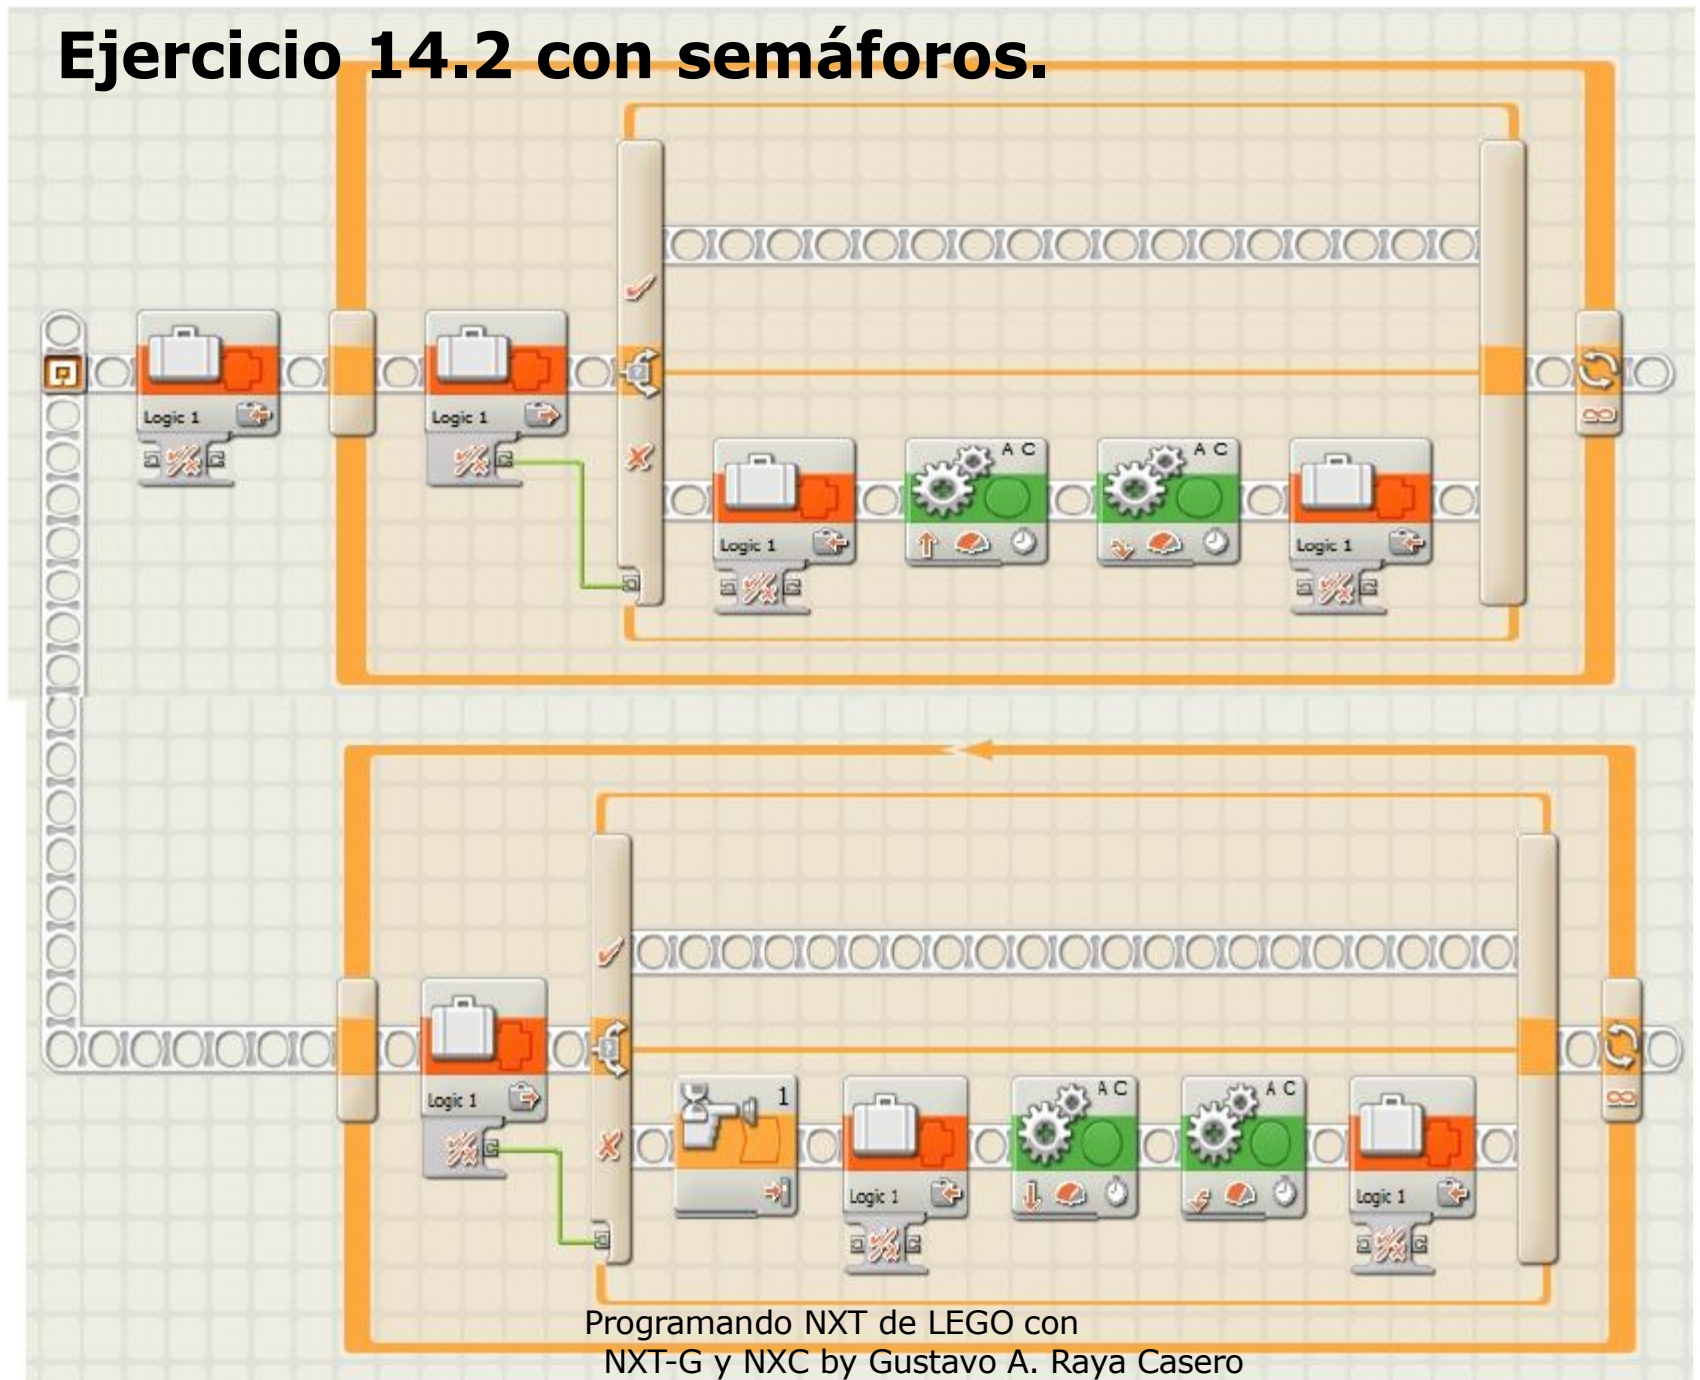 Ejercicio 14.2 con semáforos.
A C
A C
Logic 1
Logic 1
Logic 1
Logic 1
1
A C
A C
Logic 1
Logic 1
Logic 1
Programando NXT de LEGO con
NXT-G y NXC by Gustavo A. Raya Casero